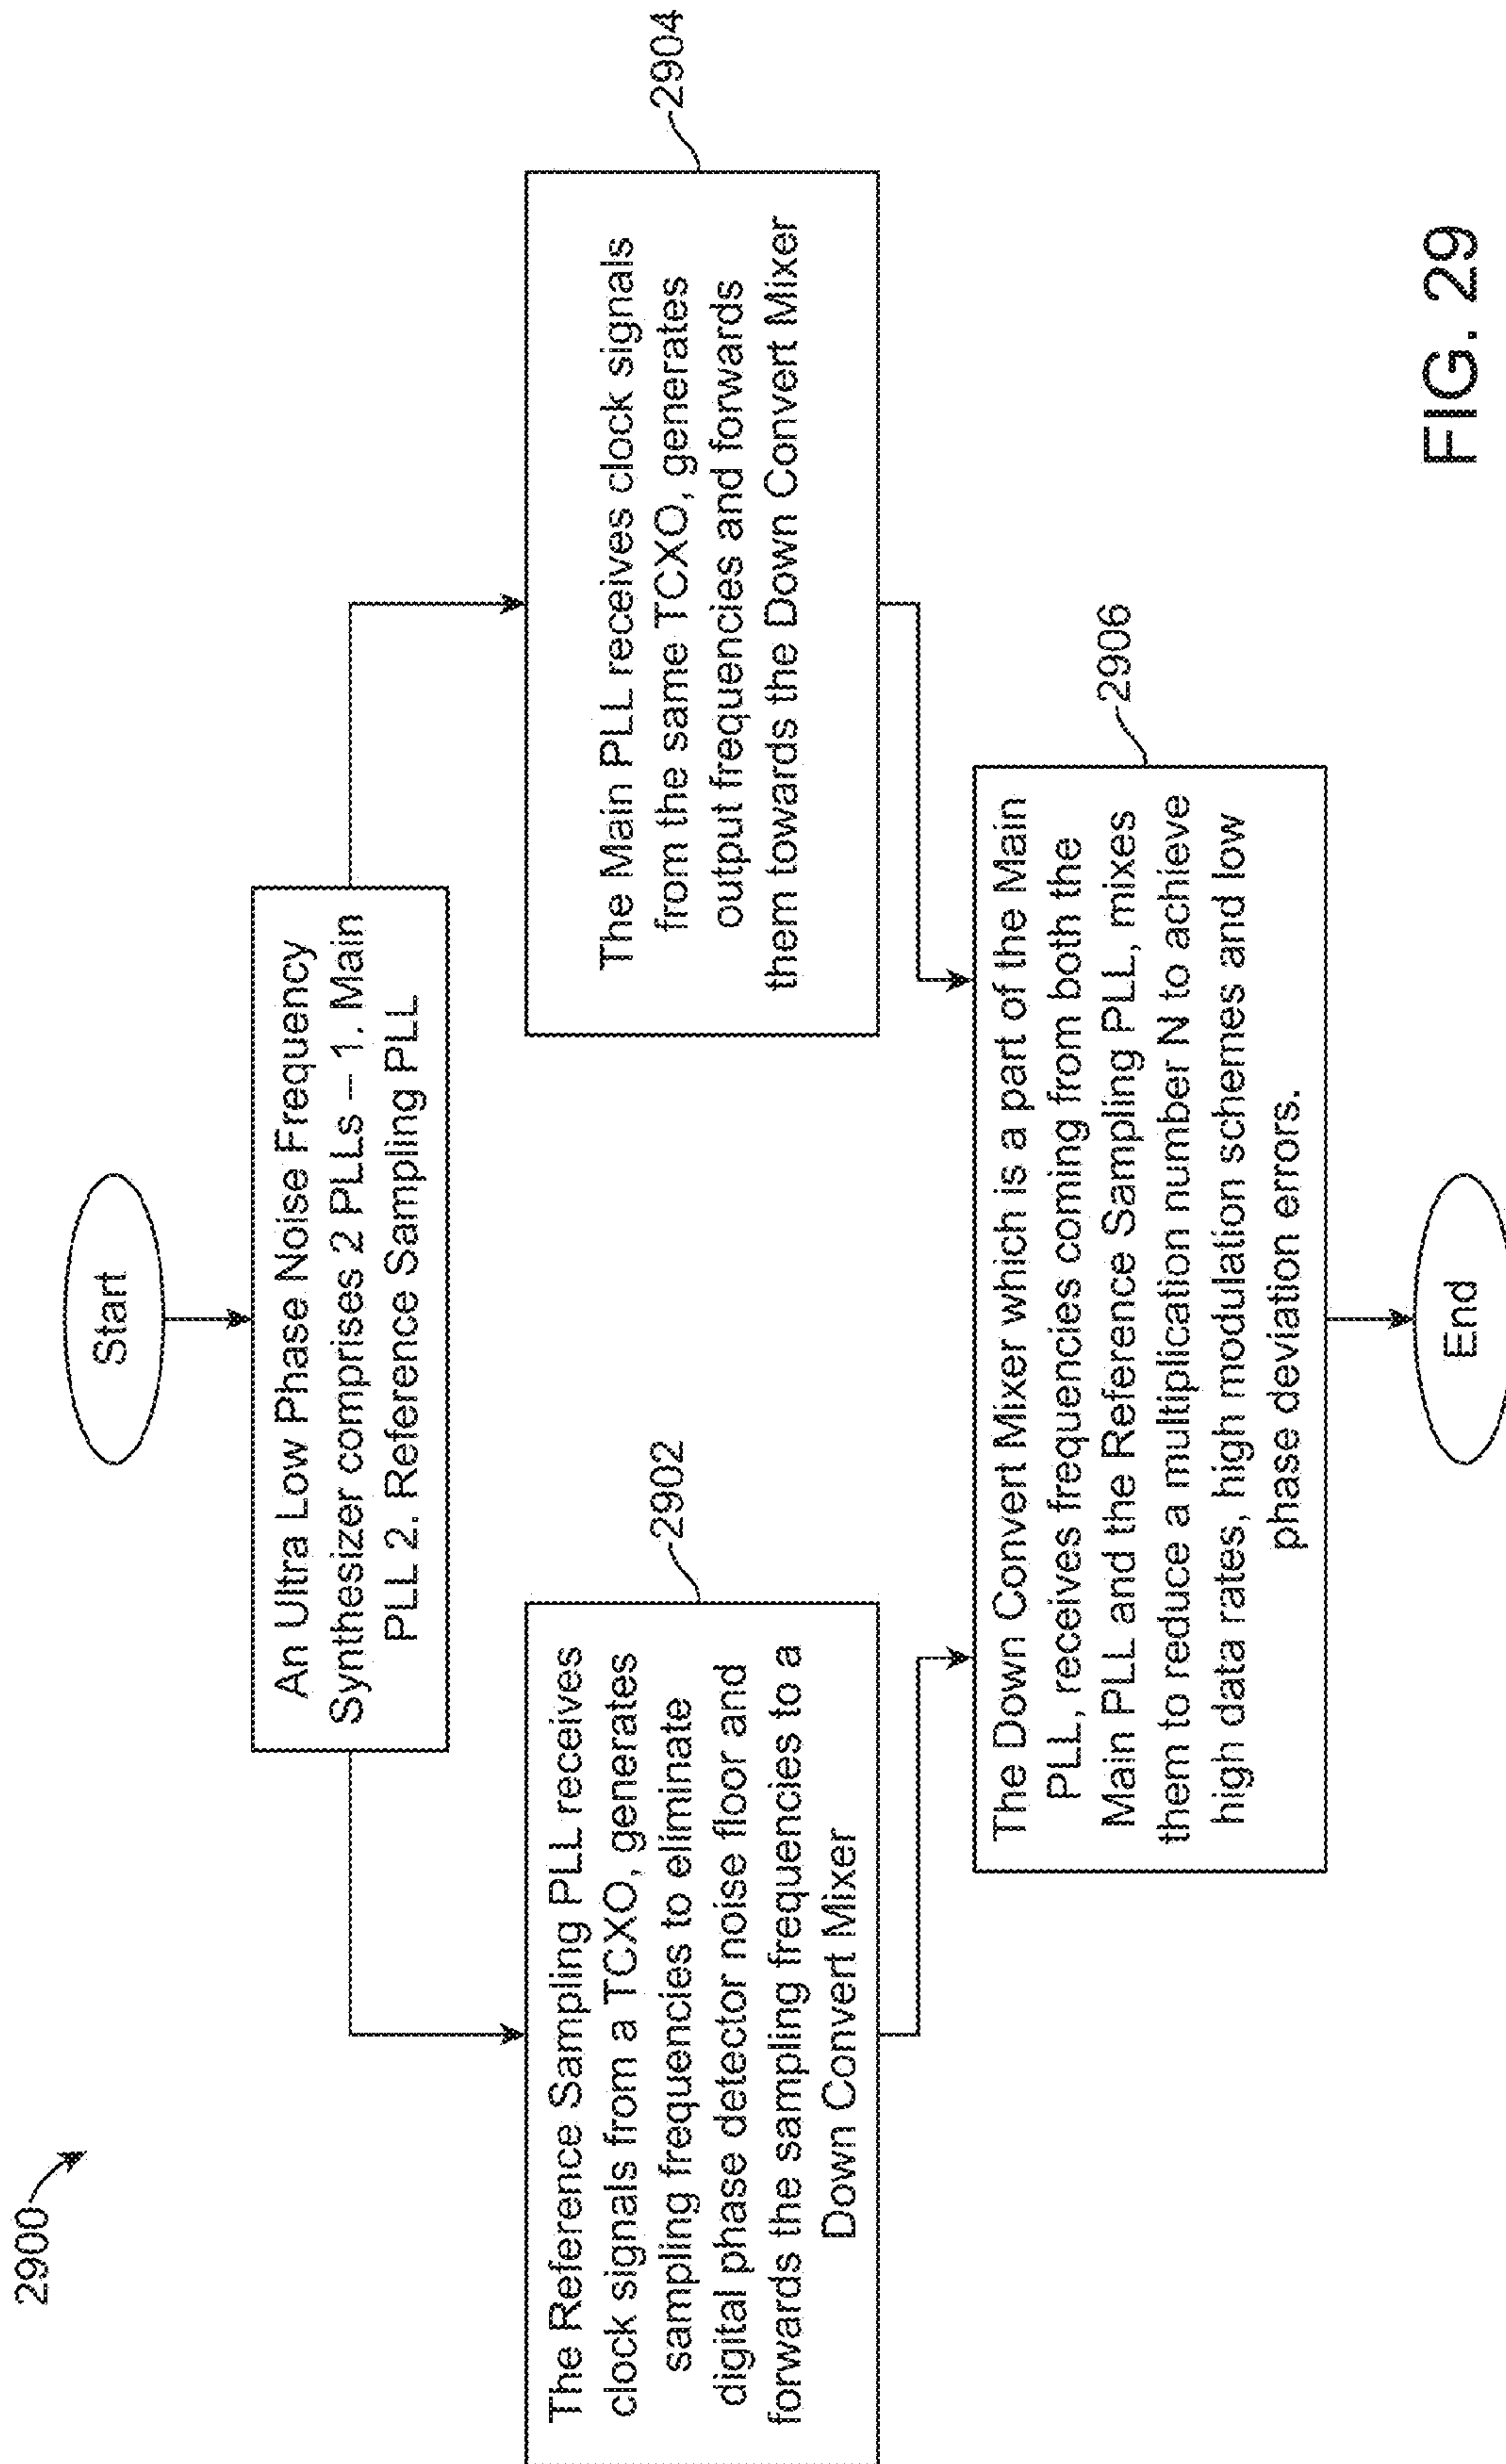 2900
Start
An Ultra Low Phase Noise Frequency
Synthesizer comprises 2 PLLs – 1. Main
PLL 2. Reference Sampling PLL
2902
The Reference Sampling PLL receives
clock signals from a TCXO, generates
sampling frequencies to eliminate
digital phase detector noise floor and
forwards the sampling frequencies to a
Down Convert Mixer
2904
The Main PLL receives clock signals
from the same TCXO, generates
output frequencies and forwards
them towards the Down Convert Mixer
2906
The Down Convert Mixer which is a part of the Main
PLL, receives frequencies coming from both the
Main PLL and the Reference Sampling PLL, mixes
them to reduce a multiplication number N to achieve
high data rates, high modulation schemes and low
phase deviation errors.
End
FIG. 29